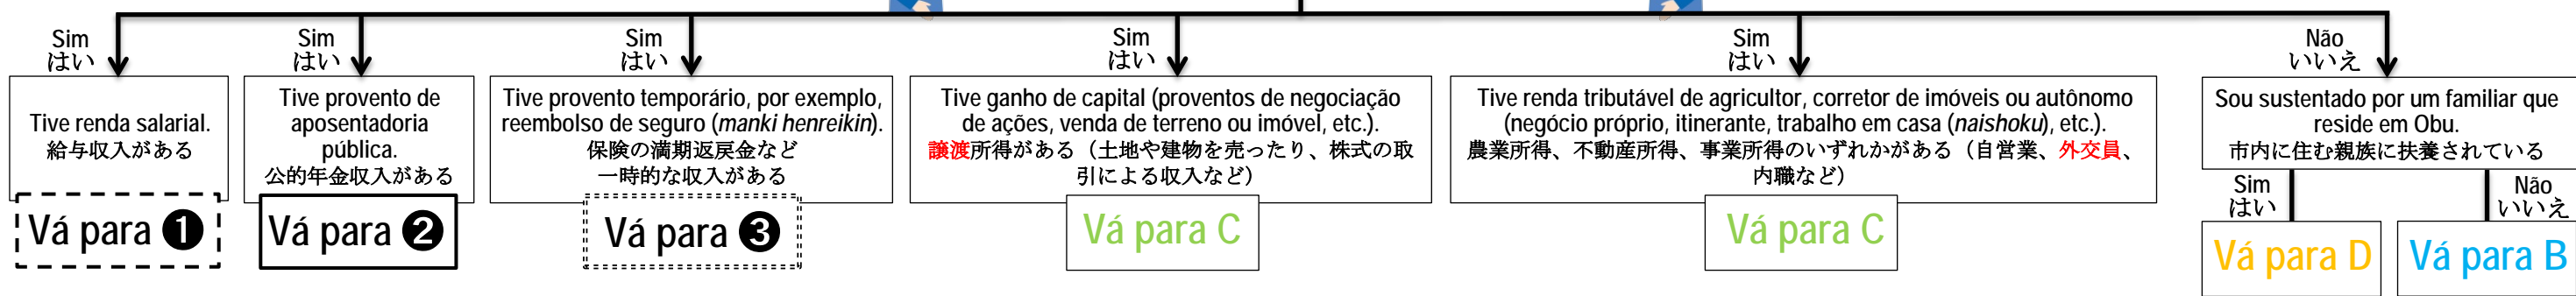 Sim
はい
Tive renda salarial.
給与収入がある
Vá para ❶
Sim
はい
Tive provento de
aposentadoria
pública.
公的年金収入がある
Vá para ❷
Sim
はい
Tive provento temporário, por exemplo,
reembolso de seguro (manki henreikin).
保険の満期返戻金など
一時的な収入がある
Vá para ❸
Sim
はい
Tive ganho de capital (proventos de negociação
de ações, venda de terreno ou imóvel, etc.).
譲渡所得がある（土地や建物を売ったり、株式の取
引による収入など）
Vá para C
Sim
はい
Tive renda tributável de agricultor, corretor de imóveis ou autônomo
(negócio próprio, itinerante, trabalho em casa (naishoku), etc.).
農業所得、不動産所得、事業所得のいずれかがある（自営業、外交員、
内職など）
Vá para C
Não
いいえ
Sou sustentado por um familiar que
reside em Obu.
市内に住む親族に扶養されている
Sim
はい
Vá para D
Não
いいえ
Vá para B